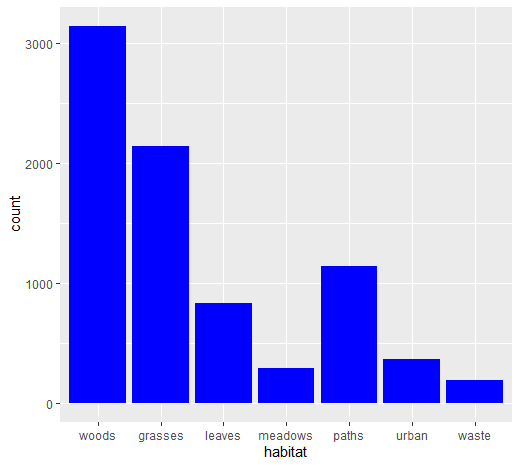 3000
2000
1000
0
count
woods grasses leaves meadows paths urban waste
habitat